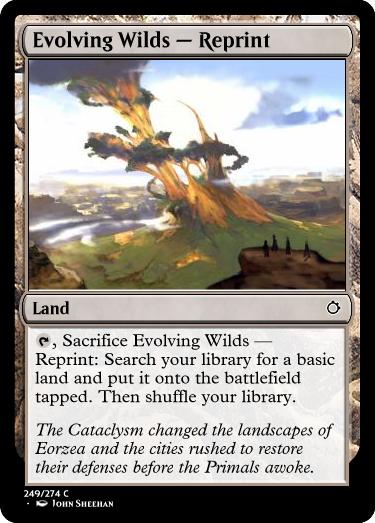 Evolving Wilds — Reprint
Land
, Sacrifice Evolving Wilds —
Reprint: Search your library for a basic
land and put it onto the battlefield
tapped. Then shuffle your library.
The Cataclysm changed the landscapes of
Eorzea and the cities rushed to restore
their defenses before the Primals awoke.
249/274 C
· John Sheehan